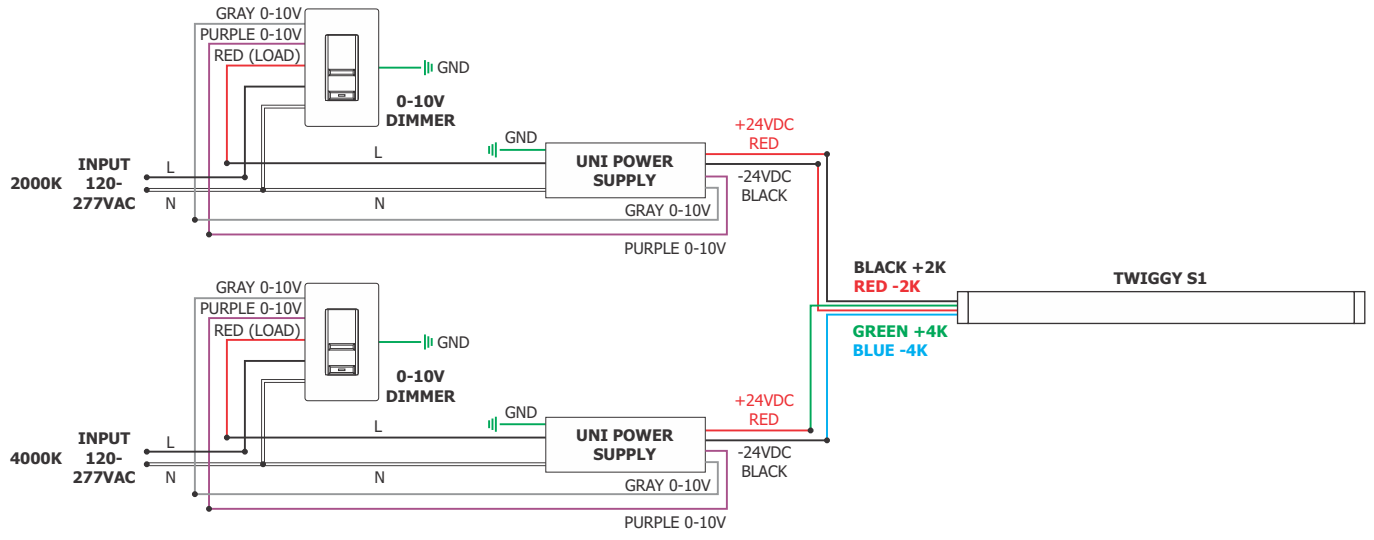 GRAY 0-10V
PURPLE 0-10V
RED (LOAD)
GND
0-10V
DIMMER
INPUT
120-
277VAC
2000K
L
N
L
N
GND
UNI POWER
SUPPLY
+24VDC
RED
-24VDC
BLACK
GRAY 0-10V
PURPLE 0-10V
BLACK +2K
RED -2K
GREEN +4K
BLUE -4K
TWIGGY S1
GRAY 0-10V
PURPLE 0-10V
RED (LOAD)
GND
0-10V
DIMMER
INPUT
120-
277VAC
4000K
L
N
L
N
GND
UNI POWER
SUPPLY
+24VDC
RED
-24VDC
BLACK
GRAY 0-10V
PURPLE 0-10V